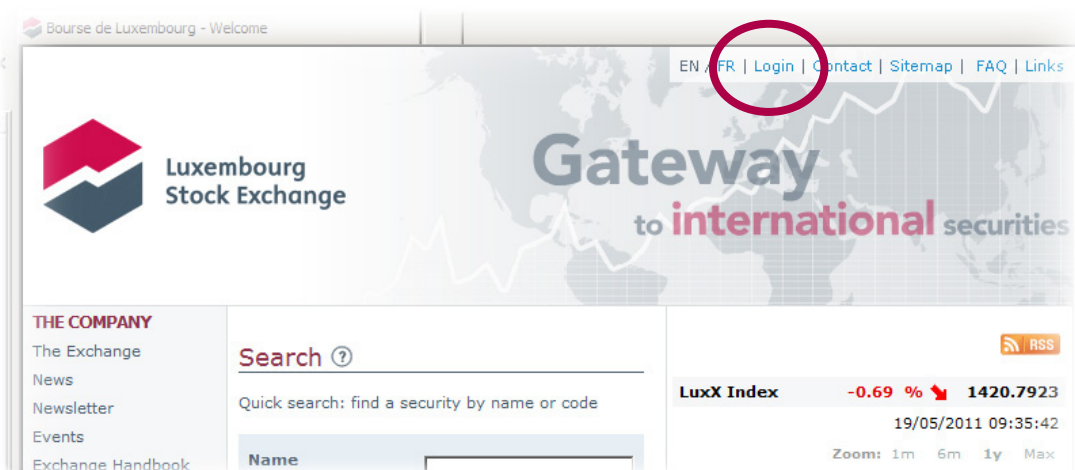 Bourse de Luxembourg - Welcome
EN / FR | Login | Contact | Sitemap | FAQ | Links
Luxembourg
Stock Exchange
Gateway
to international securities
THE COMPANY
The Exchange
News
Newsletter
Events
Exchange Handbook
Search ?
Quick search: find a security by name or code
Name
RSS
LuxX Index -0.69 % 1420.7923
19/05/2011 09:35:42
Zoom: 1m 6m 1y Max